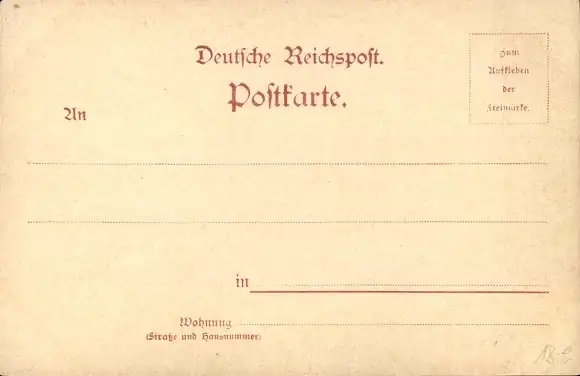 Deutsche Reichspost.
Postkarte.
Zum
Aufkleben
der
Freimarke.
An
in
Wohnung
(Straße und Hausnummer)